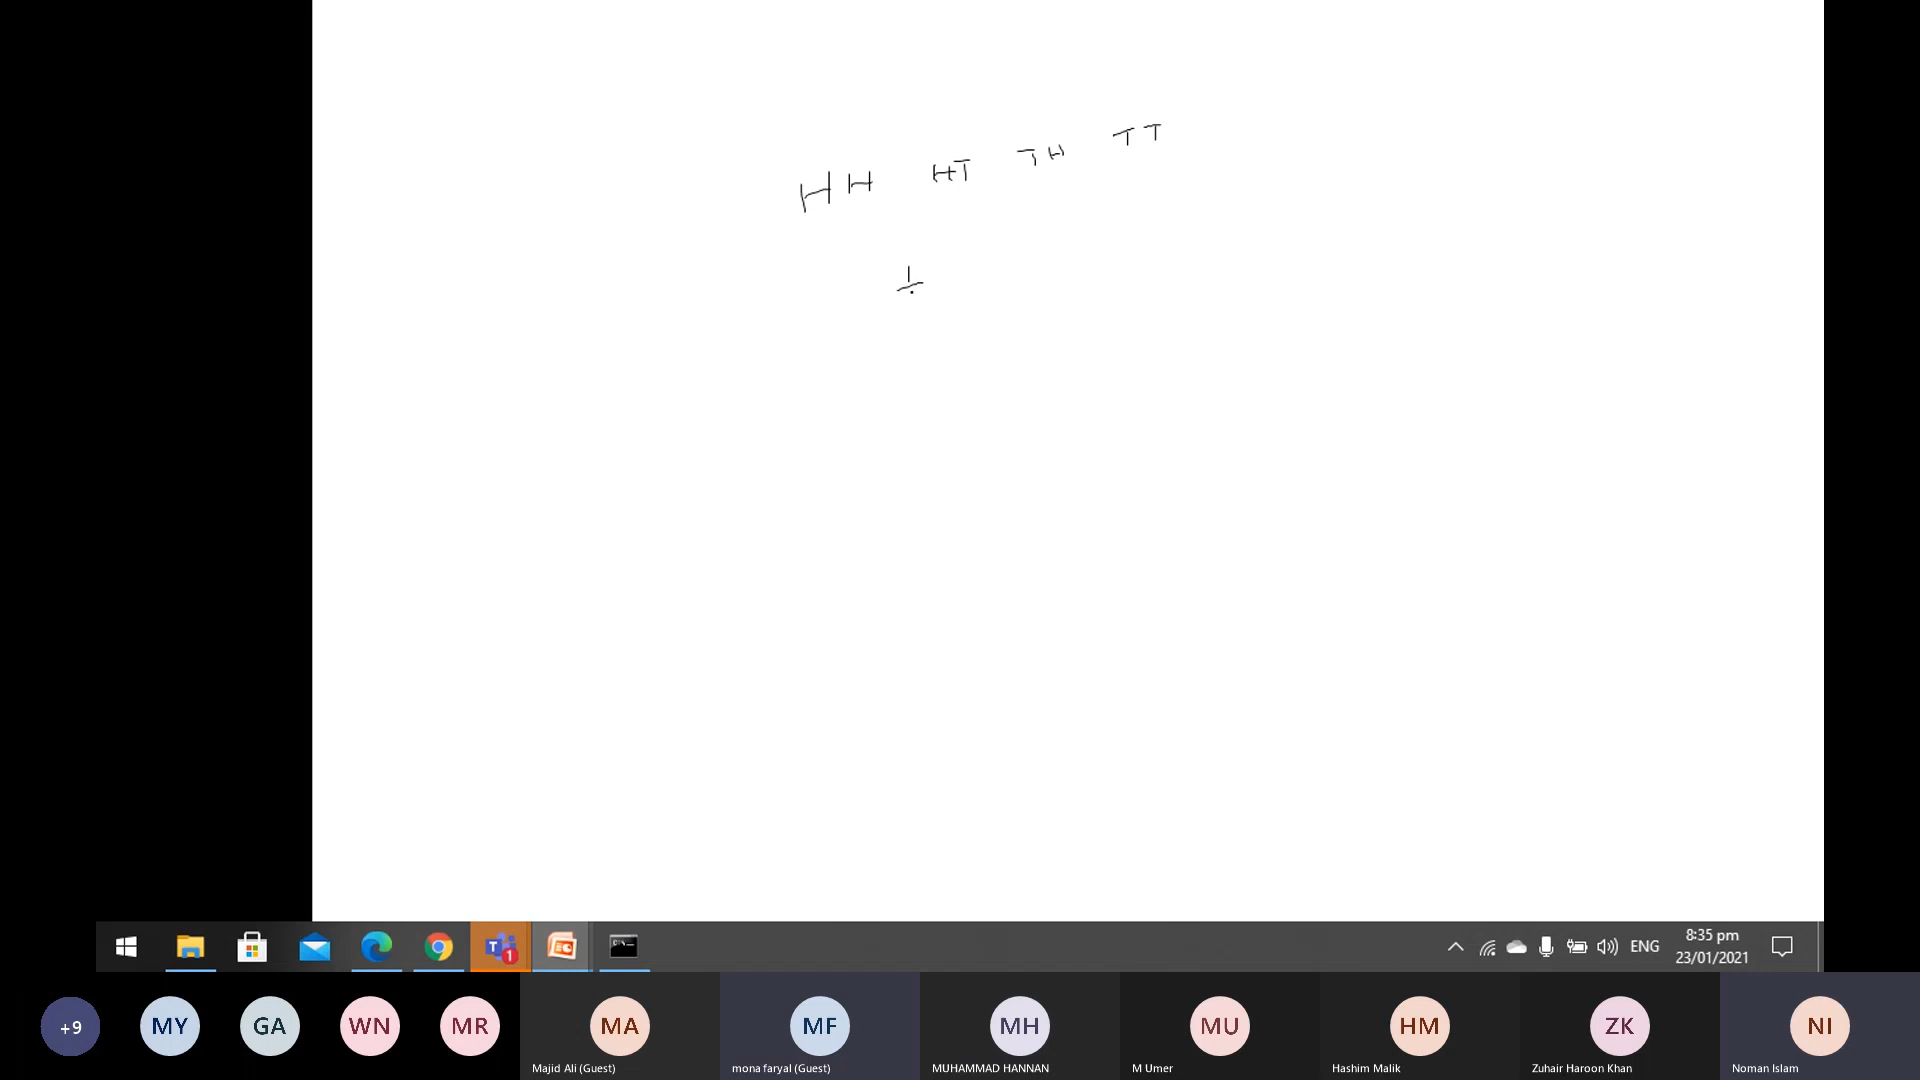 HH HT TH TT
1
ENG
8:35 pm
23/01/2021
1
+9 MY GA WN MR MA MF MH MU HM ZK NI
Majid Ali (Guest) mona faryal (Guest) MUHAMMAD HANNAN M Umer Hashim Malik Zuhair Haroon Khan Noman Islam